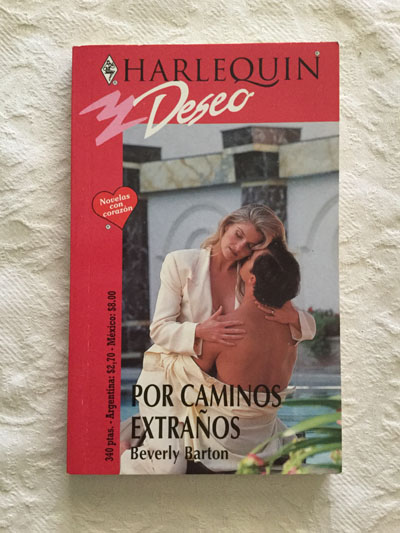 HARLEQUIN
Deseo
Novelas
con
corazón
340 ptas. - Argentina: $2,70 - México: $8.00
POR CAMINOS
EXTRAÑOS
Beverly Barton